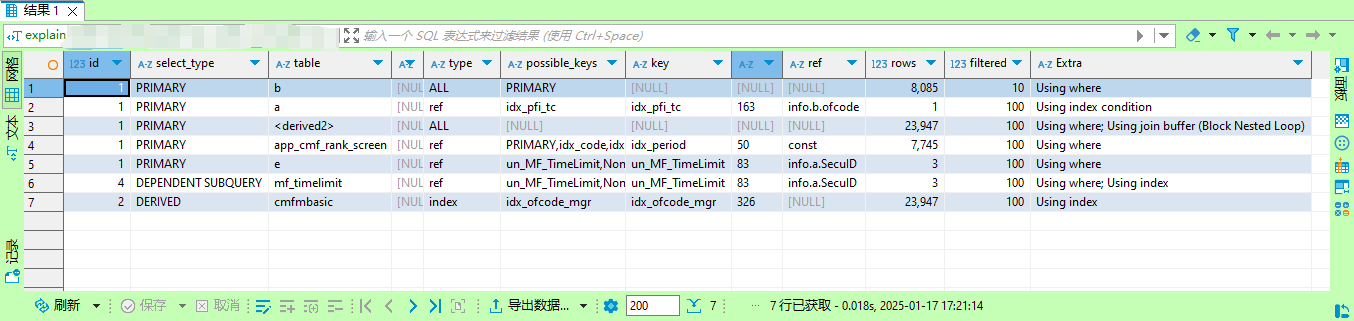 结果 1
explain
输入一个 SQL 表达式来过滤结果 (使用 Ctrl+Space)
网格
文本
记录
123 id A-Z select_type A-Z table A-Z A-Z type A-Z possible_keys A-Z key A-Z A-Z ref 123 rows 123 filtered A-Z Extra
1 1 PRIMARY b [NUL ALL PRIMARY [NULL] [NULL] [NULL] 8,085 10 Using where
2 1 PRIMARY a [NUL ref idx_pfi_tc idx_pfi_tc 163 info.b.ofcode 1 100 Using index condition
3 1 PRIMARY <derived2> [NUL ALL [NULL] [NULL] [NULL] [NULL] 23,947 100 Using where; Using join buffer (Block Nested Loop)
4 1 PRIMARY app_cmf_rank_screen [NUL ref PRIMARY,idx_code,idx idx_period 50 const 7,745 100 Using where
5 1 PRIMARY e [NUL ref un_MF_TimeLimit,Non un_MF_TimeLimit 83 info.a.SecuID 3 100 Using where
6 4 DEPENDENT SUBQUERY mf_timelimit [NUL ref un_MF_TimeLimit,Non un_MF_TimeLimit 83 info.a.SecuID 3 100 Using where; Using index
7 2 DERIVED cmfmbasic [NUL index idx_ofcode_mgr idx_ofcode_mgr 326 [NULL] 23,947 100 Using index
刷新 保存 取消 导出数据... 200 7 ... 7 行已获取 - 0.018s, 2025-01-17 17:21:14